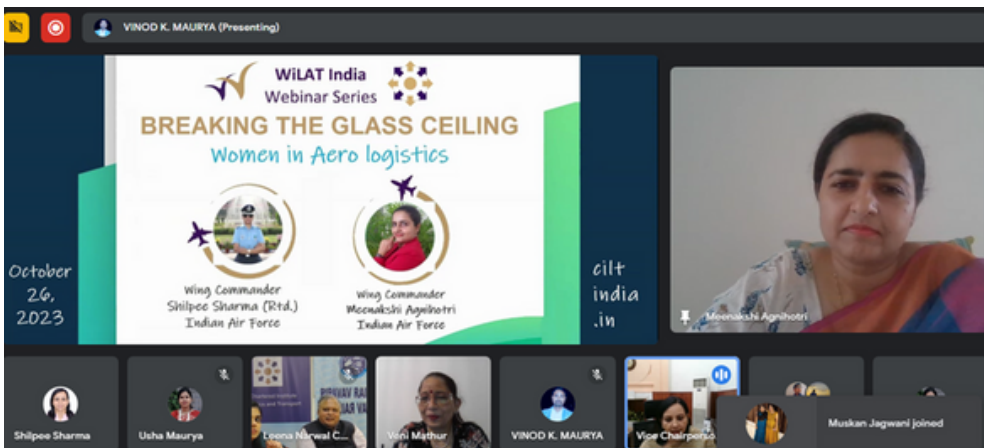 VINOD K. MAURYA (Presenting)
WiLAT India
Webinar Series
BREAKING THE GLASS CEILING
Women in Aero logistics
October
26,
2023
Wing Commander
Shilpee Sharma (Rtd.)
Indian Air Force
Wing Commander
Meenakshi Agnihotri
Indian Air Force
cilt
india
.in
Meenakshi Agnihotri
Shilpee Sharma
Usha Maurya
Leena Narwal C...
Veni Mathur
VINOD K. MAURYA
Vice Chairperso
Muskan Jagwani joined